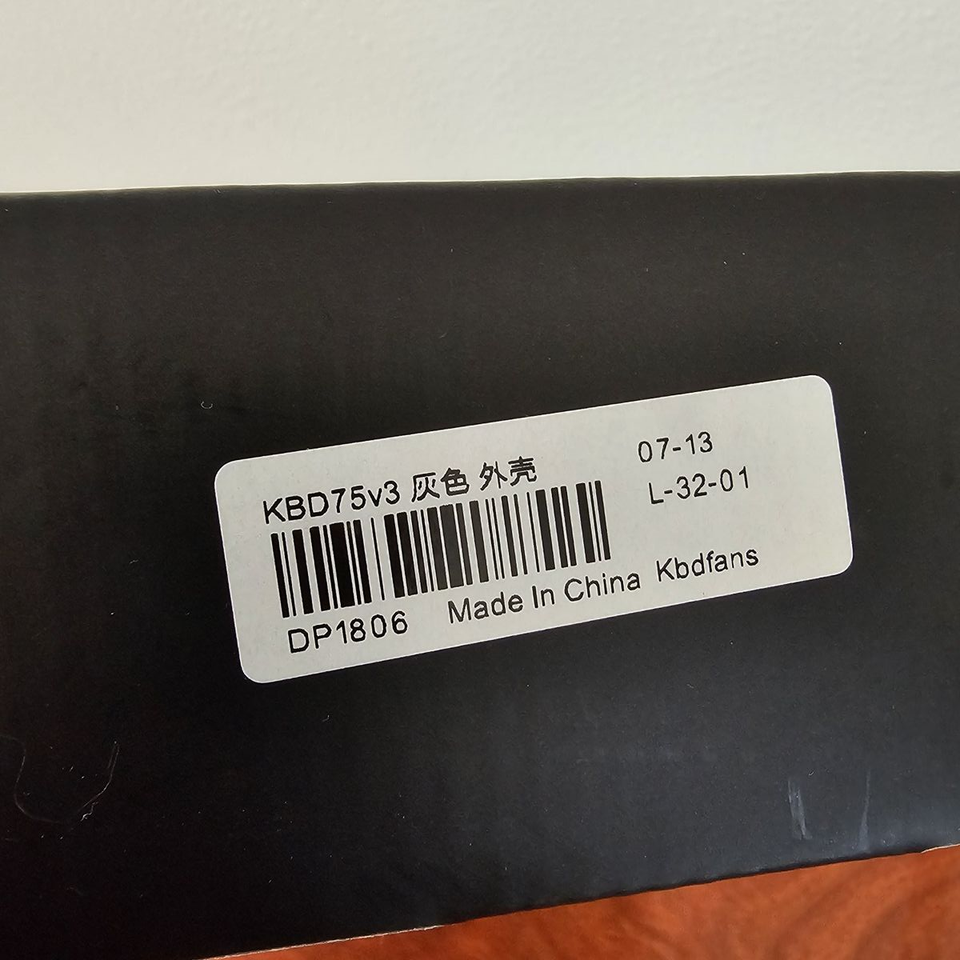 KBD75v3 灰色 外壳
07-13
L-32-01
DP1806
Made In China Kbdfans